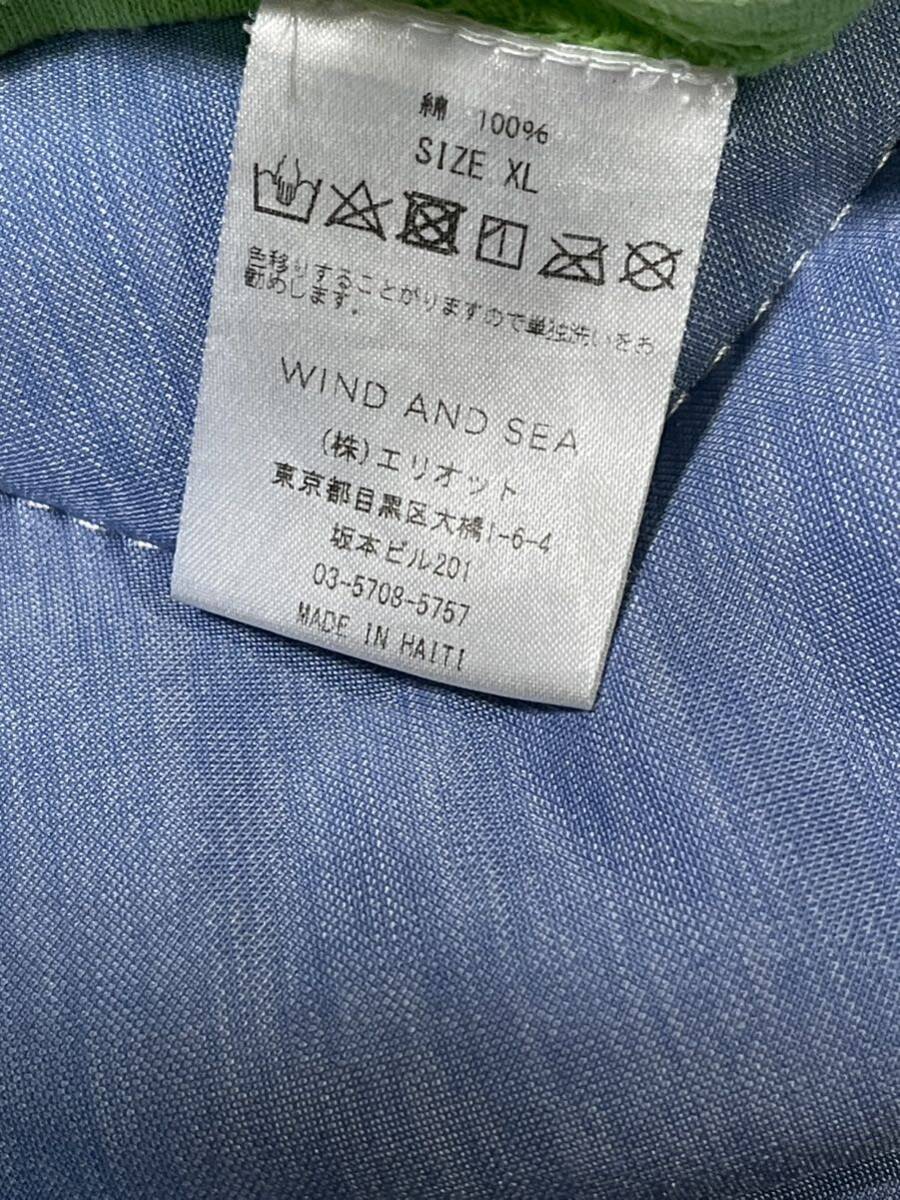 綿 100%
SIZE XL
色移りすることがりますので単独洗いをお
勧めします。
WIND AND SEA
(株)エリオット
東京都目黒区大橋1-6-4
坂本ビル201
03-5708-5757
MADE IN HAITI